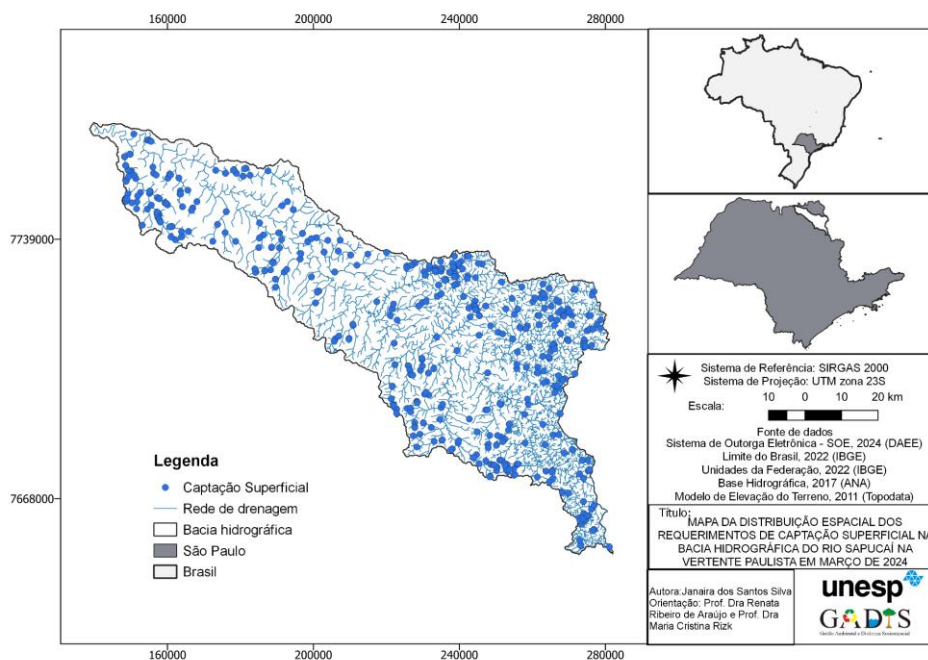 160000 200000 240000 280000
7739000
7668000
Legenda
Captação Superficial
Rede de drenagem
Bacia hidrográfica
São Paulo
Brasil
160000 200000 240000 280000
Sistema de Referência: SIRGAS 2000
Sistema de Projeção: UTM zona 23S
Escala:
10 0 10 20 km
Fonte de dados
Sistema de Outorga Eletrônica - SOE, 2024 (DAEE)
Limite do Brasil, 2022 (IBGE)
Unidades da Federação, 2022 (IBGE)
Base Hidrográfica, 2017 (ANA)
Modelo de Elevação do Terreno, 2011 (Topodata)
Título:
MAPA DA DISTRIBUIÇÃO ESPACIAL DOS
REQUERIMENTOS DE CAPTAÇÃO SUPERFICIAL NA
BACIA HIDROGRÁFICA DO RIO SAPUCAÍ NA
VERTENTE PAULISTA EM MARÇO DE 2024
Autora:Janaira dos Santos Silva
Orientação: Prof. Dra Renata
Ribeiro de Araújo e Prof. Dra
Maria Cristina Rizk
unesp
GADIS
Gestão Ambiental e Dinâmica Socioambiental